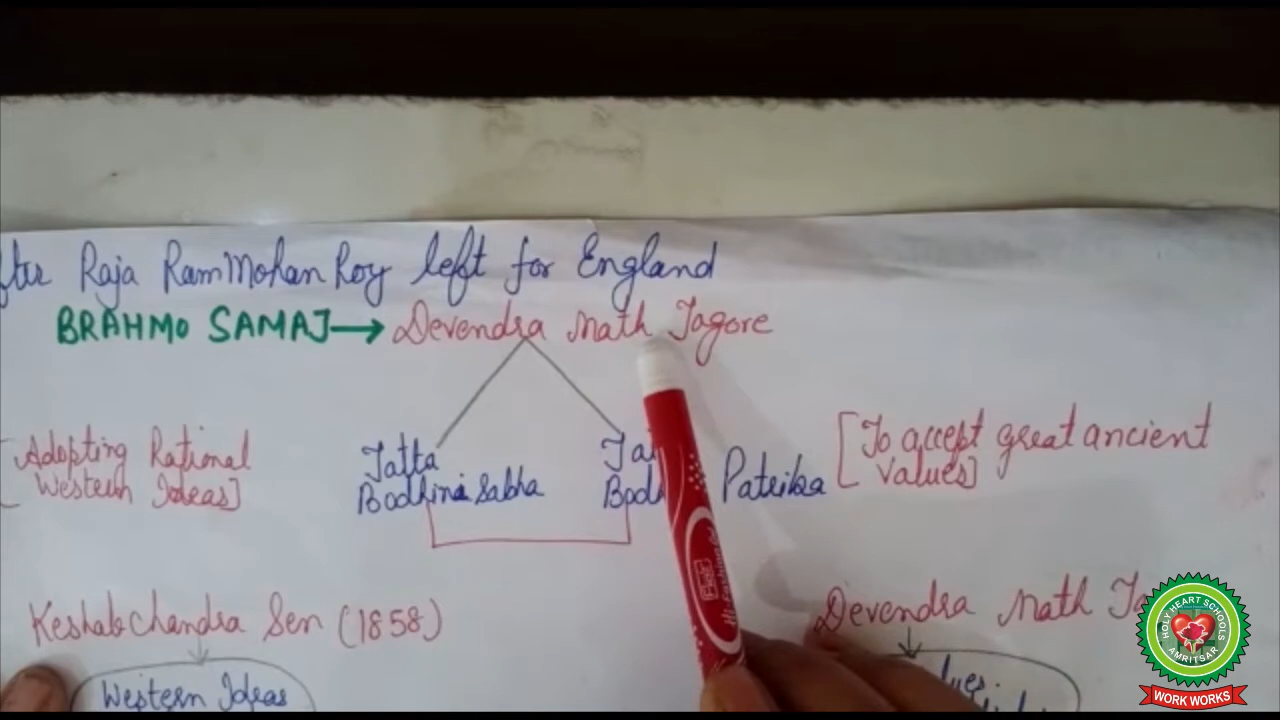 Raja RamMohan Roy left for England
BRAHMO SAMAJ → Devendra Nath Tagore
[Adopting Rational
Western Ideas]
Tatta
Bodhini Sabha
Patrika
[To accept great ancient
values]
Keshab Chandra Sen (1858)
Devendra Nath
Western Ideas
HOLY HEART SCHOOLS
AMRITSAR
WORK WORKS